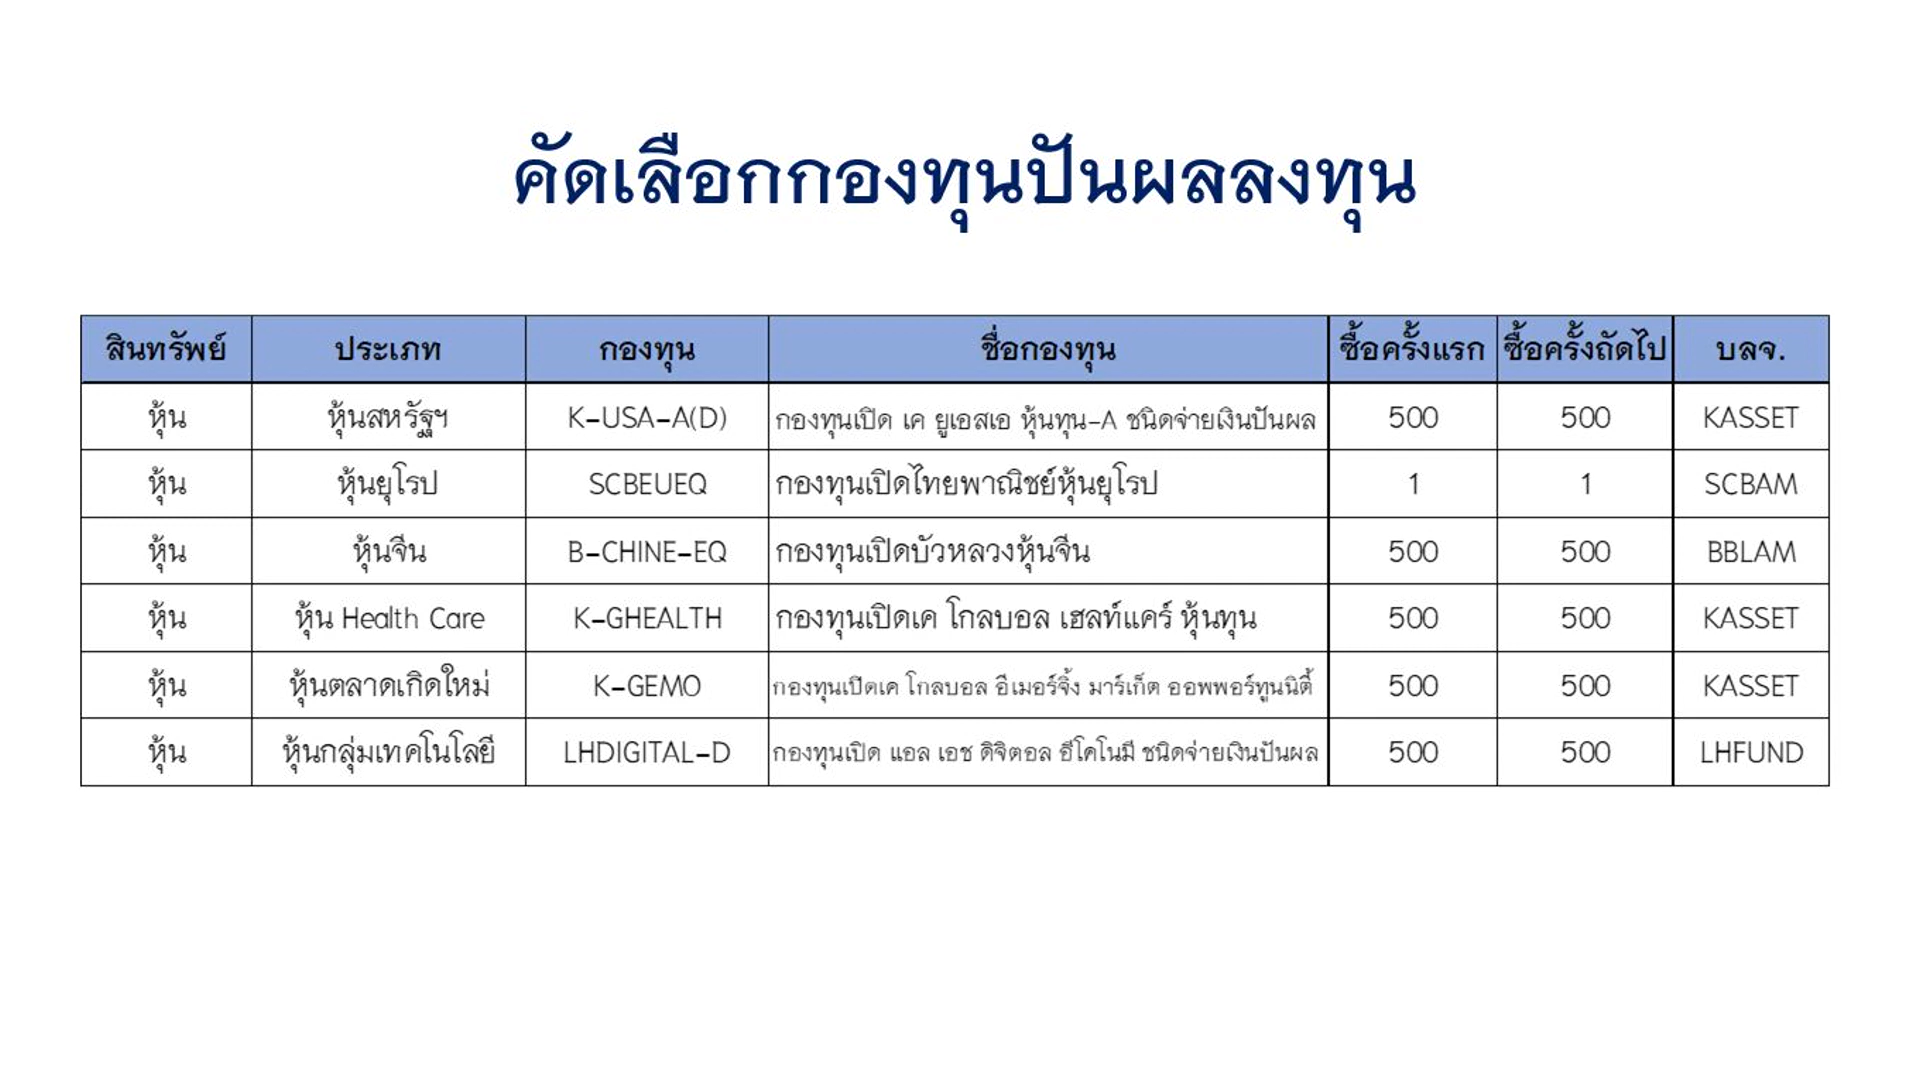 คัดเลือกกองทุนปันผลลงทุน
สินทรัพย์ ประเภท กองทุน ชื่อกองทุน ซื้อครั้งแรก ซื้อครั้งถัดไป บลจ.
หุ้น หุ้นสหรัฐฯ K-USA-A(D) กองทุนเปิด เค ยูเอสเอ หุ้นทุน-A ชนิดจ่ายเงินปันผล 500 500 KASSET
หุ้น หุ้นยุโรป SCBEUEQ กองทุนเปิดไทยพาณิชย์หุ้นยุโรป 1 1 SCBAM
หุ้น หุ้นจีน B-CHINE-EQ กองทุนเปิดบัวหลวงหุ้นจีน 500 500 BBLAM
หุ้น หุ้น Health Care K-GHEALTH กองทุนเปิดเค โกลบอล เฮลท์แคร์ หุ้นทุน 500 500 KASSET
หุ้น หุ้นตลาดเกิดใหม่ K-GEMO กองทุนเปิดเค โกลบอล อีเมอร์จิ้ง มาร์เก็ต ออพพอร์ทูนนิตี้ 500 500 KASSET
หุ้น หุ้นกลุ่มเทคโนโลยี LHDIGITAL-D กองทุนเปิด แอล เอช ดิจิตอล อีโคโนมี ชนิดจ่ายเงินปันผล 500 500 LHFUND